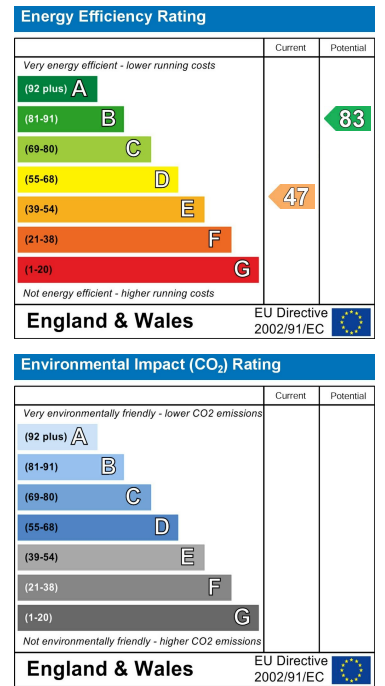 Energy Efficiency Rating
Current Potential
Very energy efficient - lower running costs
(92 plus) A
(81-91) B
83
(69-80) C
(55-68) D
(39-54) E
47
(21-38) F
(1-20) G
Not energy efficient - higher running costs
England & Wales
EU Directive
2002/91/EC
Environmental Impact (CO₂) Rating
Current Potential
Very environmentally friendly - lower CO2 emissions
(92 plus) A
(81-91) B
(69-80) C
(55-68) D
(39-54) E
(21-38) F
(1-20) G
Not environmentally friendly - higher CO2 emissions
England & Wales
EU Directive
2002/91/EC